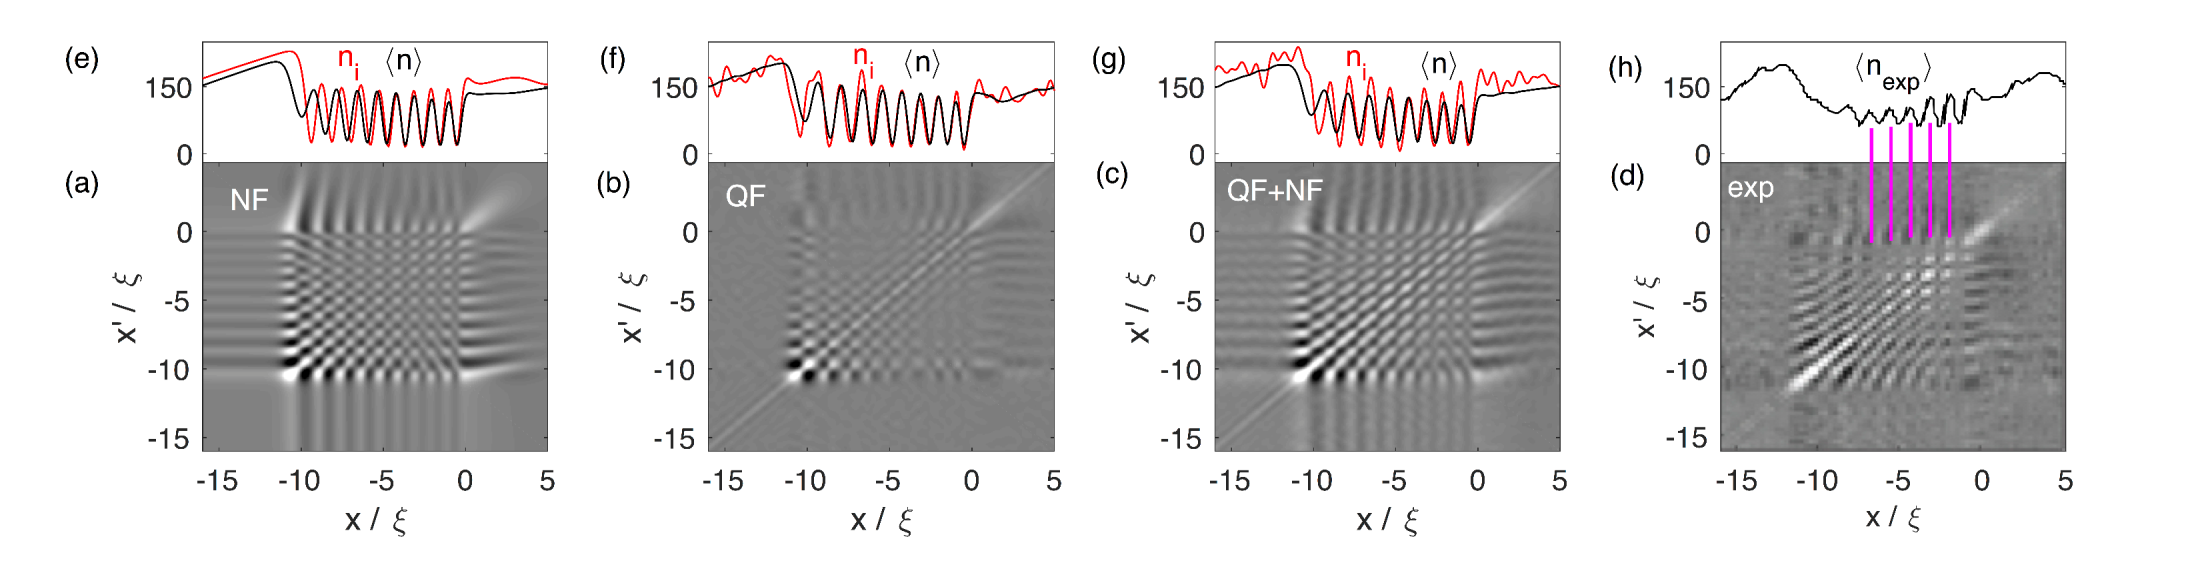 (e)
n_i ⟨n⟩
150
0
(a)
NF
0
-5
-10
-15
x' / ξ
-15 -10 -5 0 5
x / ξ
(f)
n_i ⟨n⟩
150
0
(b)
QF
0
-5
-10
-15
x' / ξ
-15 -10 -5 0 5
x / ξ
(g)
n_i ⟨n⟩
150
0
(c)
QF+NF
0
-5
-10
-15
x' / ξ
-15 -10 -5 0 5
x / ξ
(h)
⟨n_exp⟩
150
0
(d)
exp
0
-5
-10
-15
x' / ξ
-15 -10 -5 0 5
x / ξ